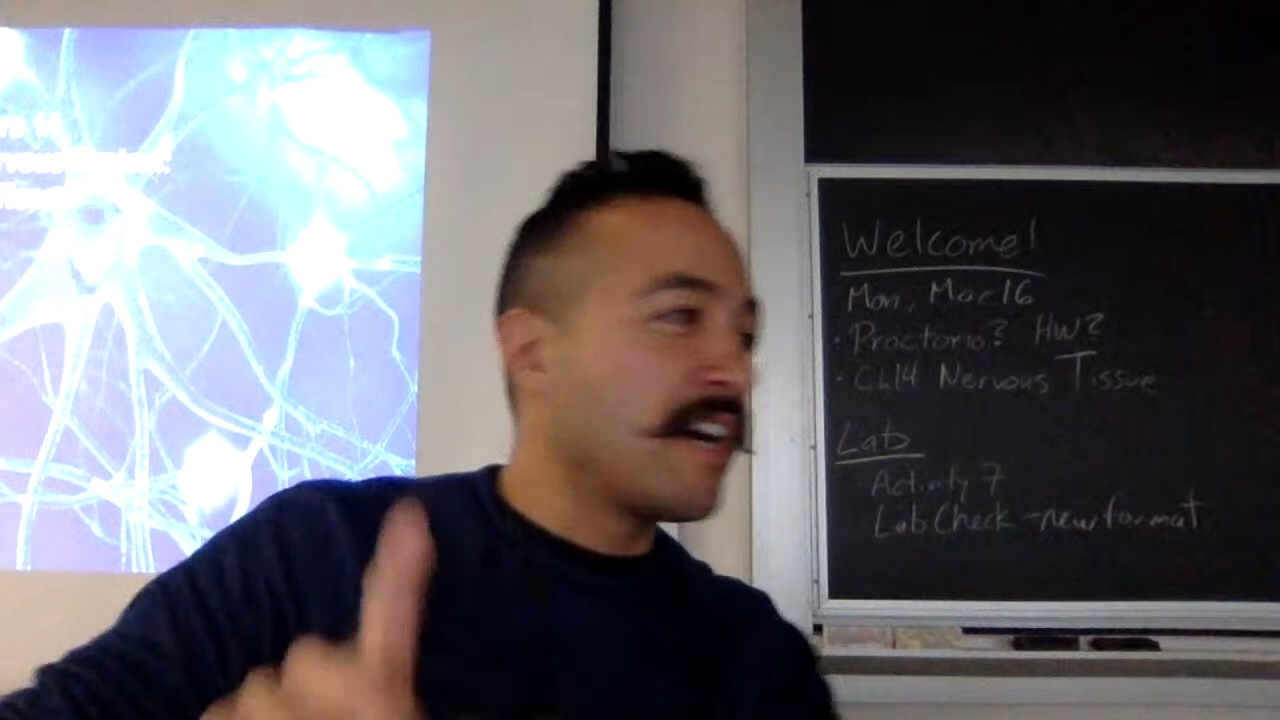 Welcome!
Mon, Mar 16
· Proctorio? HW?
· Ch14 Nervous Tissue
Lab
Activity 7
Lab Check - new format